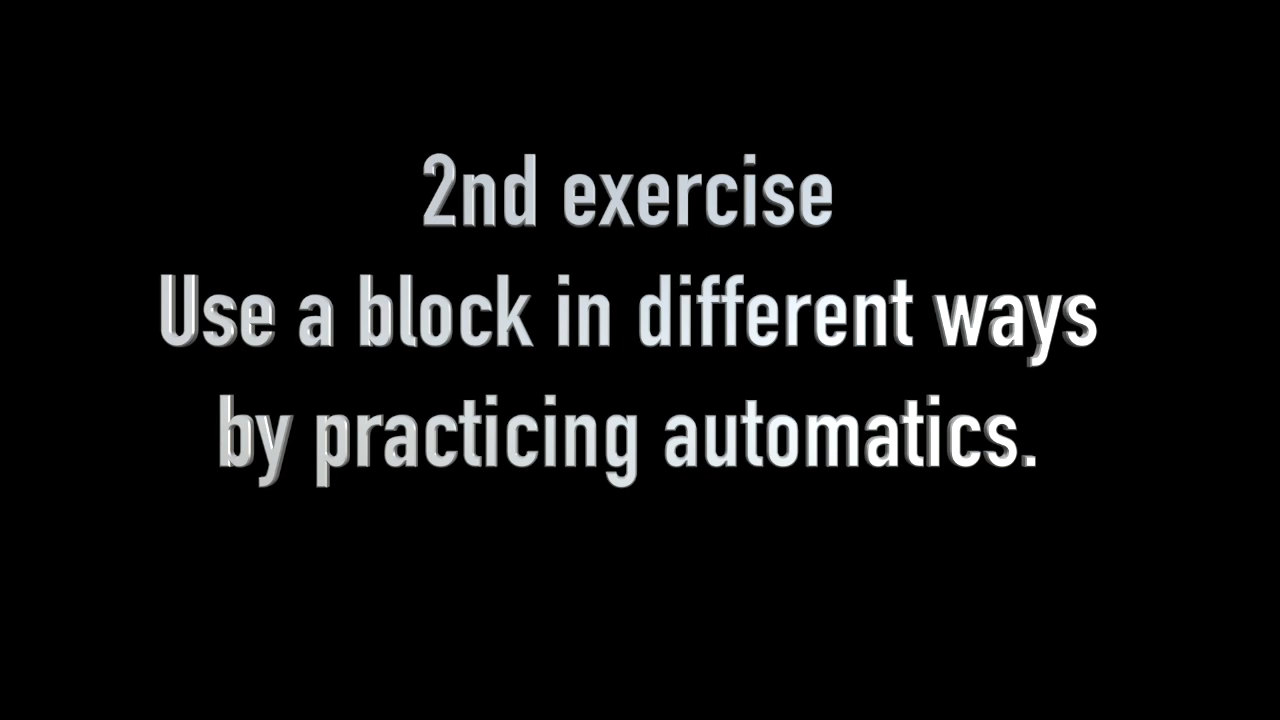 2nd exercise
Use a block in different ways
by practicing automatics.